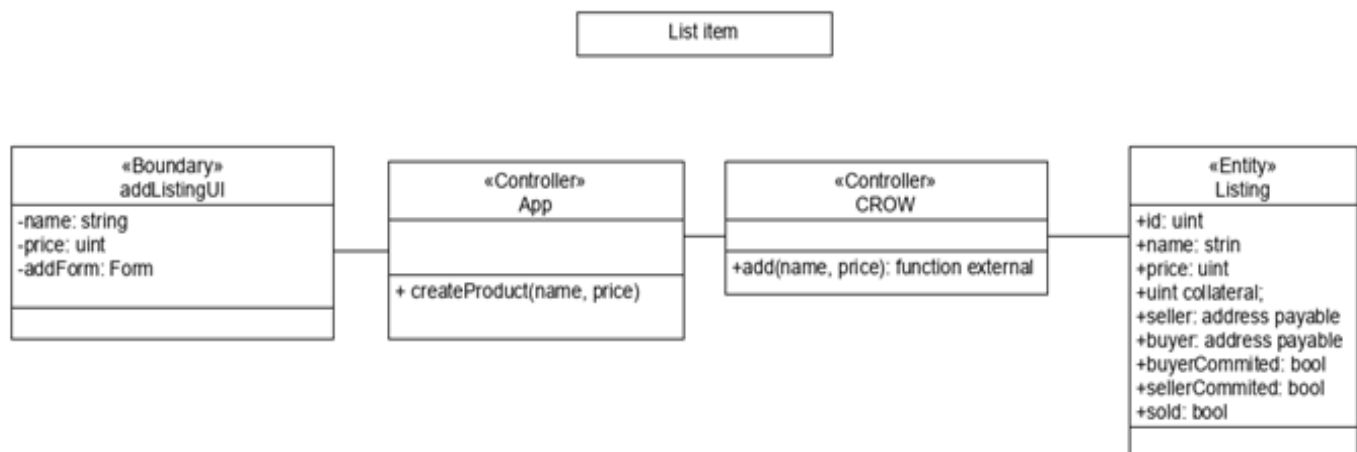 List item
«Boundary»
addListingUI
-name: string
-price: uint
-addForm: Form
«Controller»
App
+ createProduct(name, price)
«Controller»
CROW
+add(name, price): function external
«Entity»
Listing
+id: uint
+name: strin
+price: uint
+uint collateral;
+seller: address payable
+buyer: address payable
+buyerCommited: bool
+sellerCommited: bool
+sold: bool